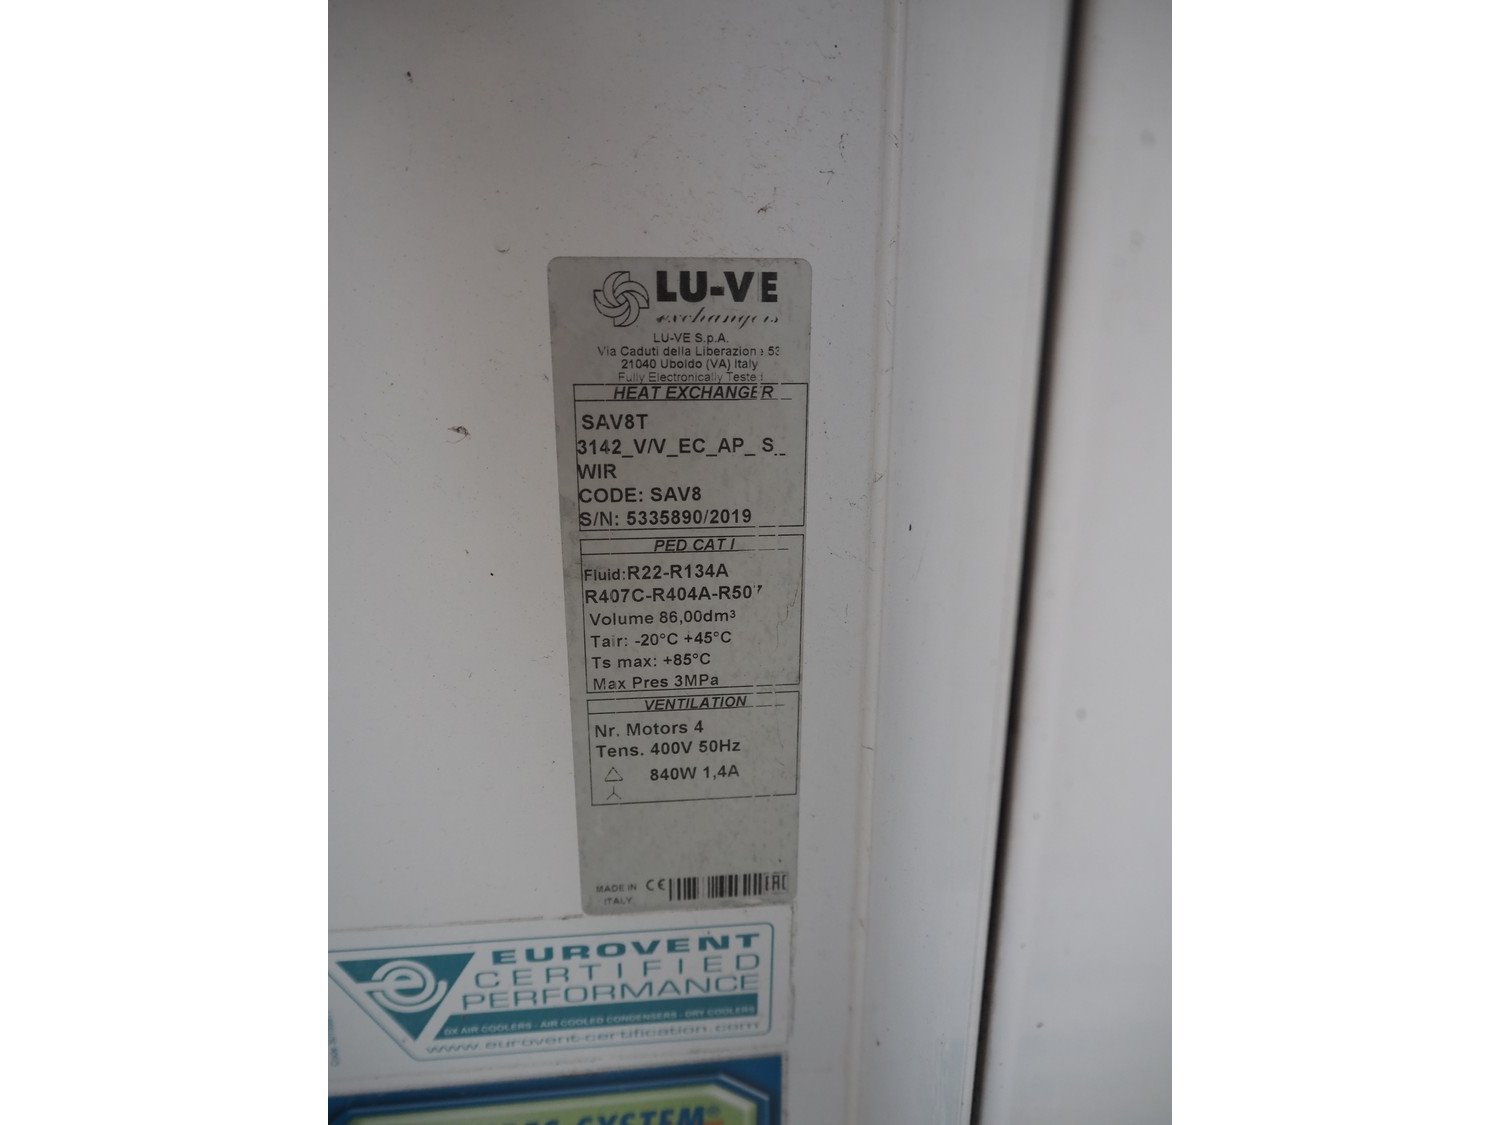 LU-VE
exchangers
LU-VE S.p.A.
Via Caduti della Liberazione 53
21040 Uboldo (VA) Italy
Fully Electronically Tested
HEAT EXCHANGER
SAV8T
3142_V/V_EC_AP_ S_
WIR
CODE: SAV8
S/N: 5335890/2019
PED CAT I
Fluid:R22-R134A
R407C-R404A-R507
Volume 86,00dm³
Tair: -20°C +45°C
Ts max: +85°C
Max Pres 3MPa
VENTILATION
Nr. Motors 4
Tens. 400V 50Hz
840W 1,4A
MADE IN CE EAC
ITALY
EUROVENT
CERTIFIED
PERFORMANCE
DX AIR COOLERS - AIR COOLED CONDENSERS - DRY COOLERS
www.eurovent-certification.com
SYSTEM®